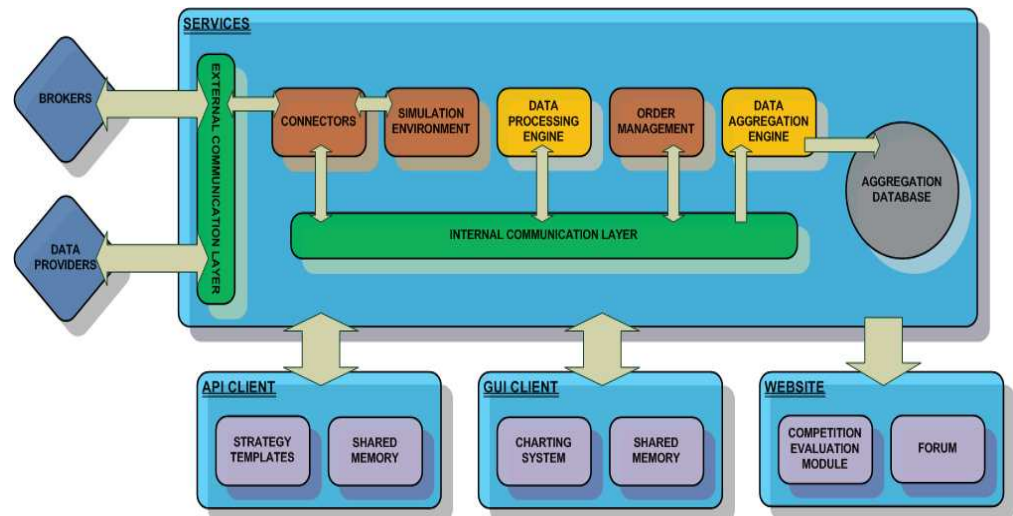 SERVICES
BROKERS
DATA
PROVIDERS
EXTERNAL COMMUNICATION LAYER
CONNECTORS
SIMULATION
ENVIRONMENT
DATA
PROCESSING
ENGINE
ORDER
MANAGEMENT
DATA
AGGREGATION
ENGINE
AGGREGATION
DATABASE
INTERNAL COMMUNICATION LAYER
API CLIENT
STRATEGY
TEMPLATES
SHARED
MEMORY
GUI CLIENT
CHARTING
SYSTEM
SHARED
MEMORY
WEBSITE
COMPETITION
EVALUATION
MODULE
FORUM